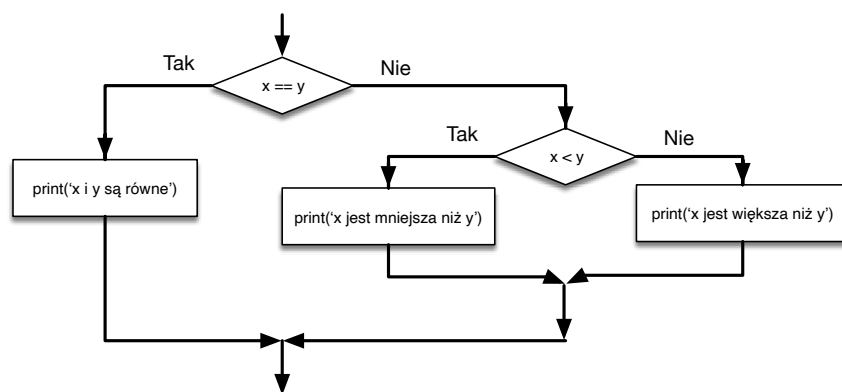 Tak
Nie
x == y
Tak
Nie
x < y
print(‘x i y są równe’)
print(‘x jest mniejsza niż y’)
print(‘x jest większa niż y’)